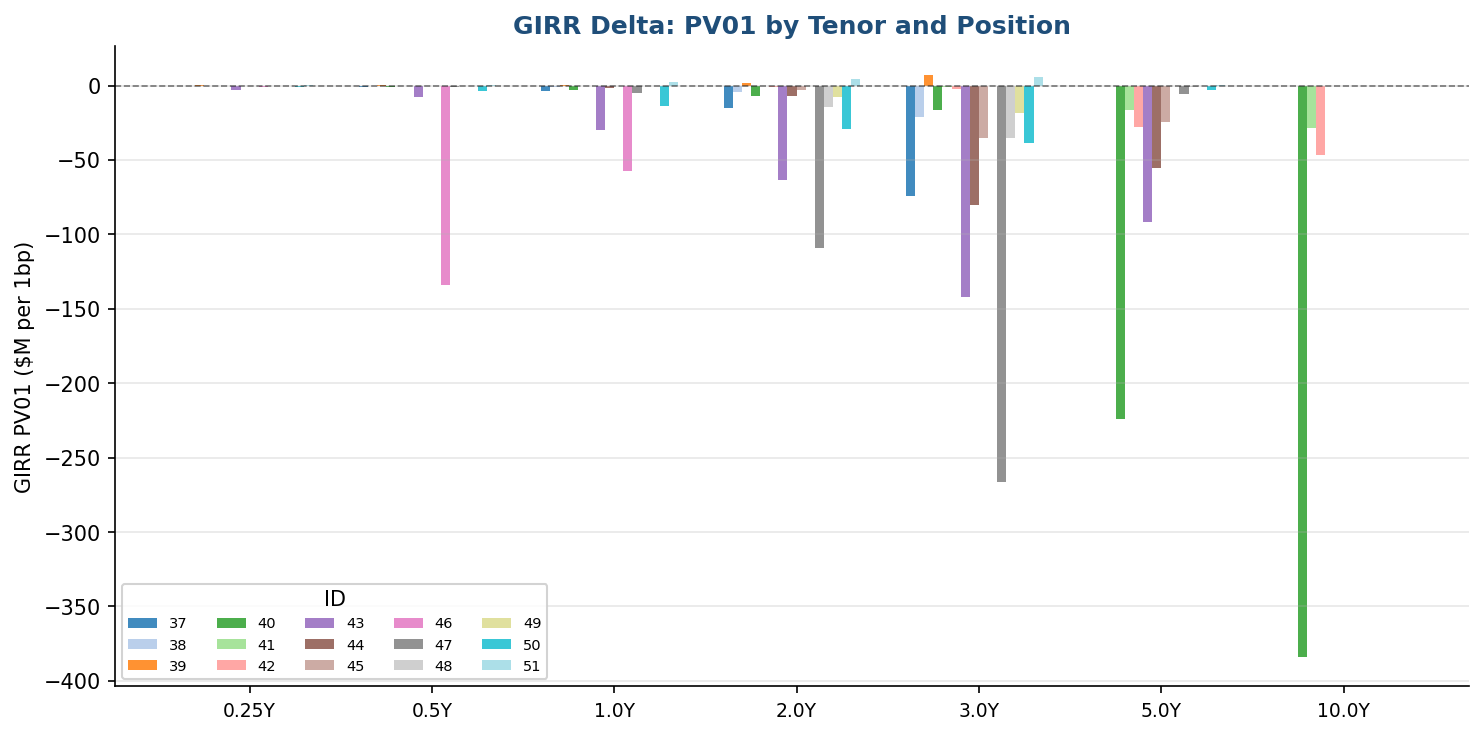 GIRR Delta: PV01 by Tenor and Position
GIRR PV01 ($M per 1bp)
0
−50
−100
−150
−200
−250
−300
−350
−400
ID
37 40 43 46 49
38 41 44 47 50
39 42 45 48 51
0.25Y 0.5Y 1.0Y 2.0Y 3.0Y 5.0Y 10.0Y